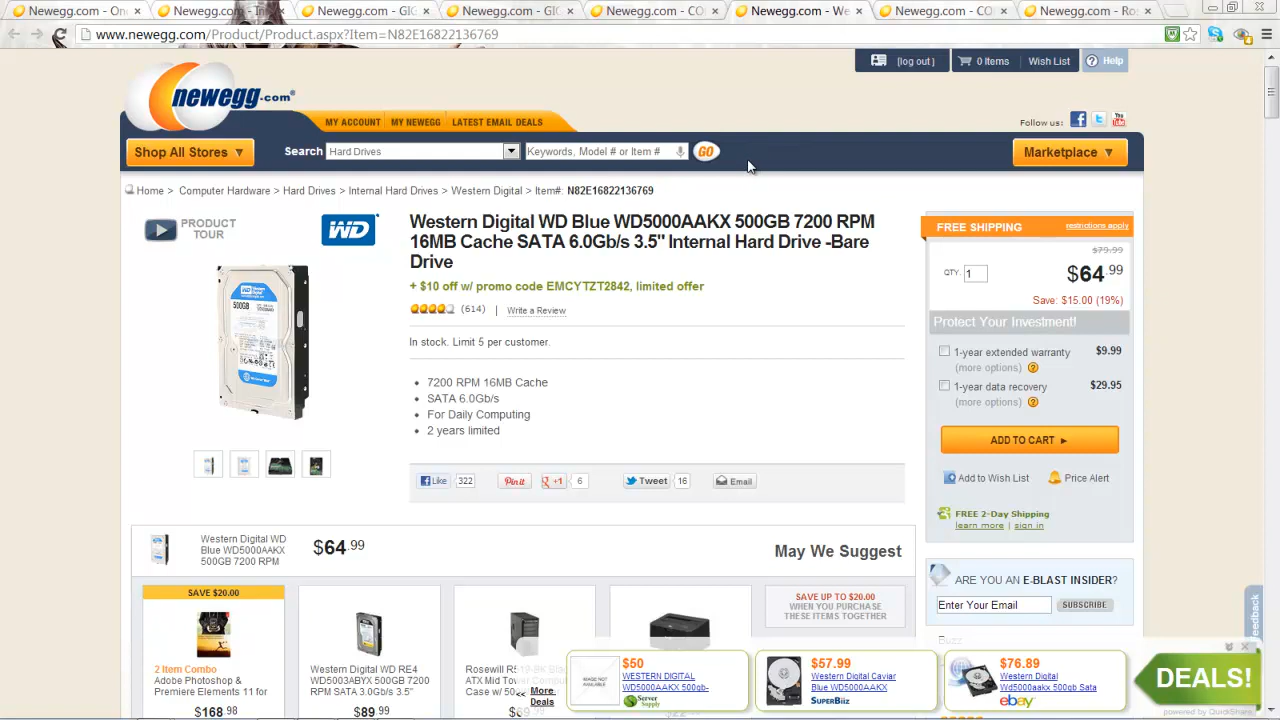 Newegg.com - On
Newegg.com - Ti
Newegg.com - GIC
Newegg.com - GIC
Newegg.com - CO
Newegg.com - We
Newegg.com - CO
Newegg.com - Ro
www.newegg.com/Product/Product.aspx?Item=N82E16822136769
[log out]
0 Items
Wish List
Help
newegg.com
MY ACCOUNT
MY NEWEGG
LATEST EMAIL DEALS
Follow us:
Shop All Stores
Search
Hard Drives
Keywords, Model # or Item #
GO
Marketplace
Home > Computer Hardware > Hard Drives > Internal Hard Drives > Western Digital > Item#: N82E16822136769
PRODUCT
TOUR
WD
Western Digital WD Blue WD5000AAKX 500GB 7200 RPM
16MB Cache SATA 6.0Gb/s 3.5" Internal Hard Drive -Bare
Drive
+ $10 off w/ promo code EMCYTZT2842, limited offer
(614) | Write a Review
In stock. Limit 5 per customer.
7200 RPM 16MB Cache
SATA 6.0Gb/s
For Daily Computing
2 years limited
Like 322
Pin it
+1 6
Tweet 16
Email
FREE SHIPPING
restrictions apply
$79.99
QTY. 1
$64.99
Save: $15.00 (19%)
Protect Your Investment!
1-year extended warranty $9.99
(more options)
1-year data recovery $29.95
(more options)
ADD TO CART
Add to Wish List
Price Alert
FREE 2-Day Shipping
learn more | sign in
ARE YOU AN E-BLAST INSIDER?
Enter Your Email
SUBSCRIBE
Feedback
Western Digital WD
Blue WD5000AAKX
500GB 7200 RPM
$64.99
May We Suggest
SAVE $20.00
2 Item Combo
Adobe Photoshop &
Premiere Elements 11 for
$168.98
Western Digital WD RE4
WD5003ABYX 500GB
7200 RPM SATA 3.0Gb/s 3.5"
$89.99
Rosewill R519-BK
ATX Mid Tower
Case w/
SAVE UP TO $20.00
WHEN YOU PURCHASE
THESE ITEMS TOGETHER
<< More
Deals
MADE NOT
AVAILABLE
$50
WESTERN DIGITAL
WD5000AAKX 500gb-
Server
Supply
$57.99
Western Digital Caviar
Blue WD5000AAKX
SUPERBiiz
$76.89
Western Digital
Wd5000aakx 500gb Sata
ebay
DEALS!
powered by QuickShare